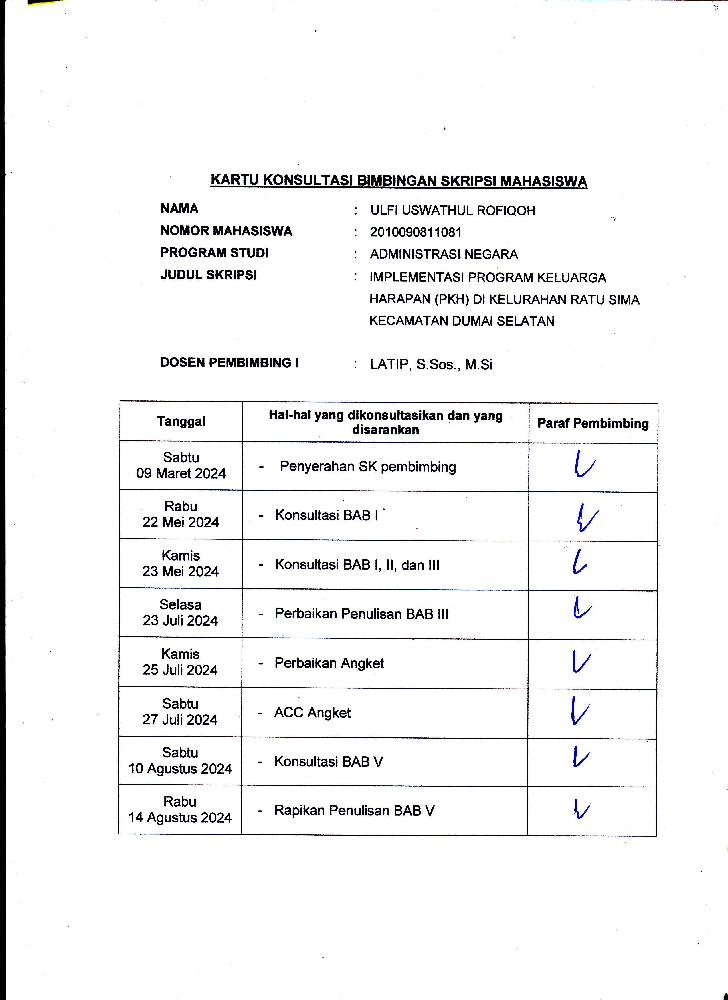 KARTU KONSULTASI BIMBINGAN SKRIPSI MAHASISWA
NAMA : ULFI USWATHUL ROFIQOH
NOMOR MAHASISWA : 2010090811081
PROGRAM STUDI : ADMINISTRASI NEGARA
JUDUL SKRIPSI : IMPLEMENTASI PROGRAM KELUARGA
HARAPAN (PKH) DI KELURAHAN RATU SIMA
KECAMATAN DUMAI SELATAN
DOSEN PEMBIMBING I : LATIP, S.Sos., M.Si
Tanggal
Hal-hal yang dikonsultasikan dan yang
disarankan
Paraf Pembimbing
Sabtu
09 Maret 2024
- Penyerahan SK pembimbing
Rabu
22 Mei 2024
- Konsultasi BAB I
Kamis
23 Mei 2024
- Konsultasi BAB I, II, dan III
Selasa
23 Juli 2024
- Perbaikan Penulisan BAB III
Kamis
25 Juli 2024
- Perbaikan Angket
Sabtu
27 Juli 2024
- ACC Angket
Sabtu
10 Agustus 2024
- Konsultasi BAB V
Rabu
14 Agustus 2024
- Rapikan Penulisan BAB V